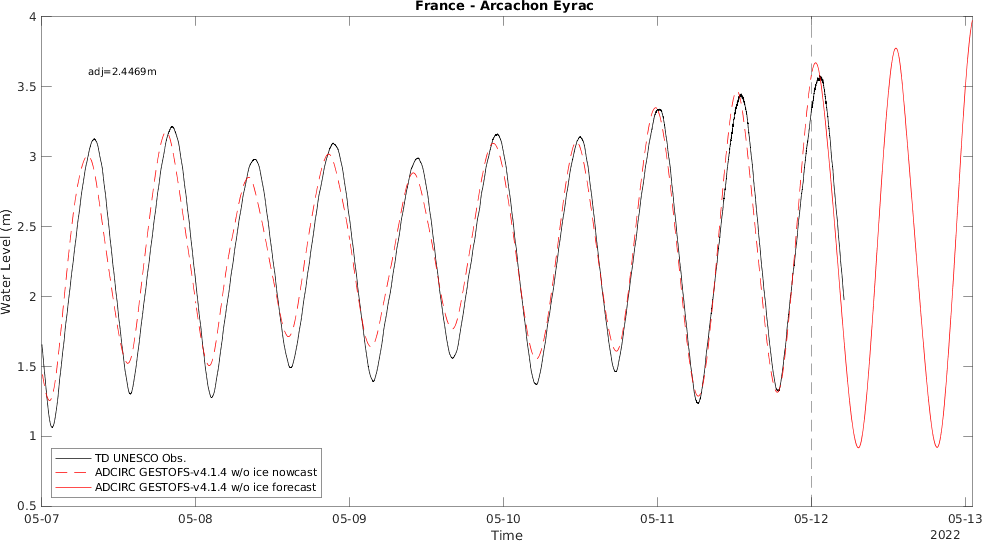 France - Arcachon Eyrac
4
adj=2.4469m
3.5
3
2.5
Water Level (m)
2
1.5
1
0.5
TD UNESCO Obs.
ADCIRC GESTOFS-v4.1.4 w/o ice nowcast
ADCIRC GESTOFS-v4.1.4 w/o ice forecast
05-07 05-08 05-09 05-10 05-11 05-12 05-13
Time
2022